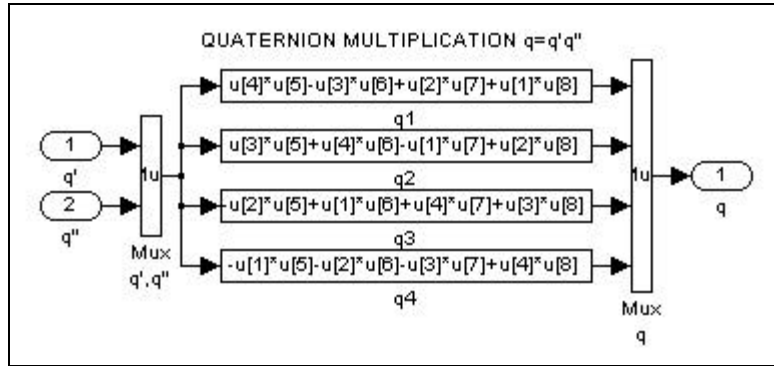 QUATERNION MULTIPLICATION q=q'q"
u[4]*u[5]-u[3]*u[6]+u[2]*u[7]+u[1]*u[8]
q1
1
q'
u[3]*u[5]+u[4]*u[6]-u[1]*u[7]+u[2]*u[8]
q2
1
q
2
q"
-u[2]*u[5]+u[1]*u[6]+u[4]*u[7]+u[3]*u[8]
q3
Mux
q',q"
-u[1]*u[5]-u[2]*u[6]-u[3]*u[7]+u[4]*u[8]
q4
Mux
q